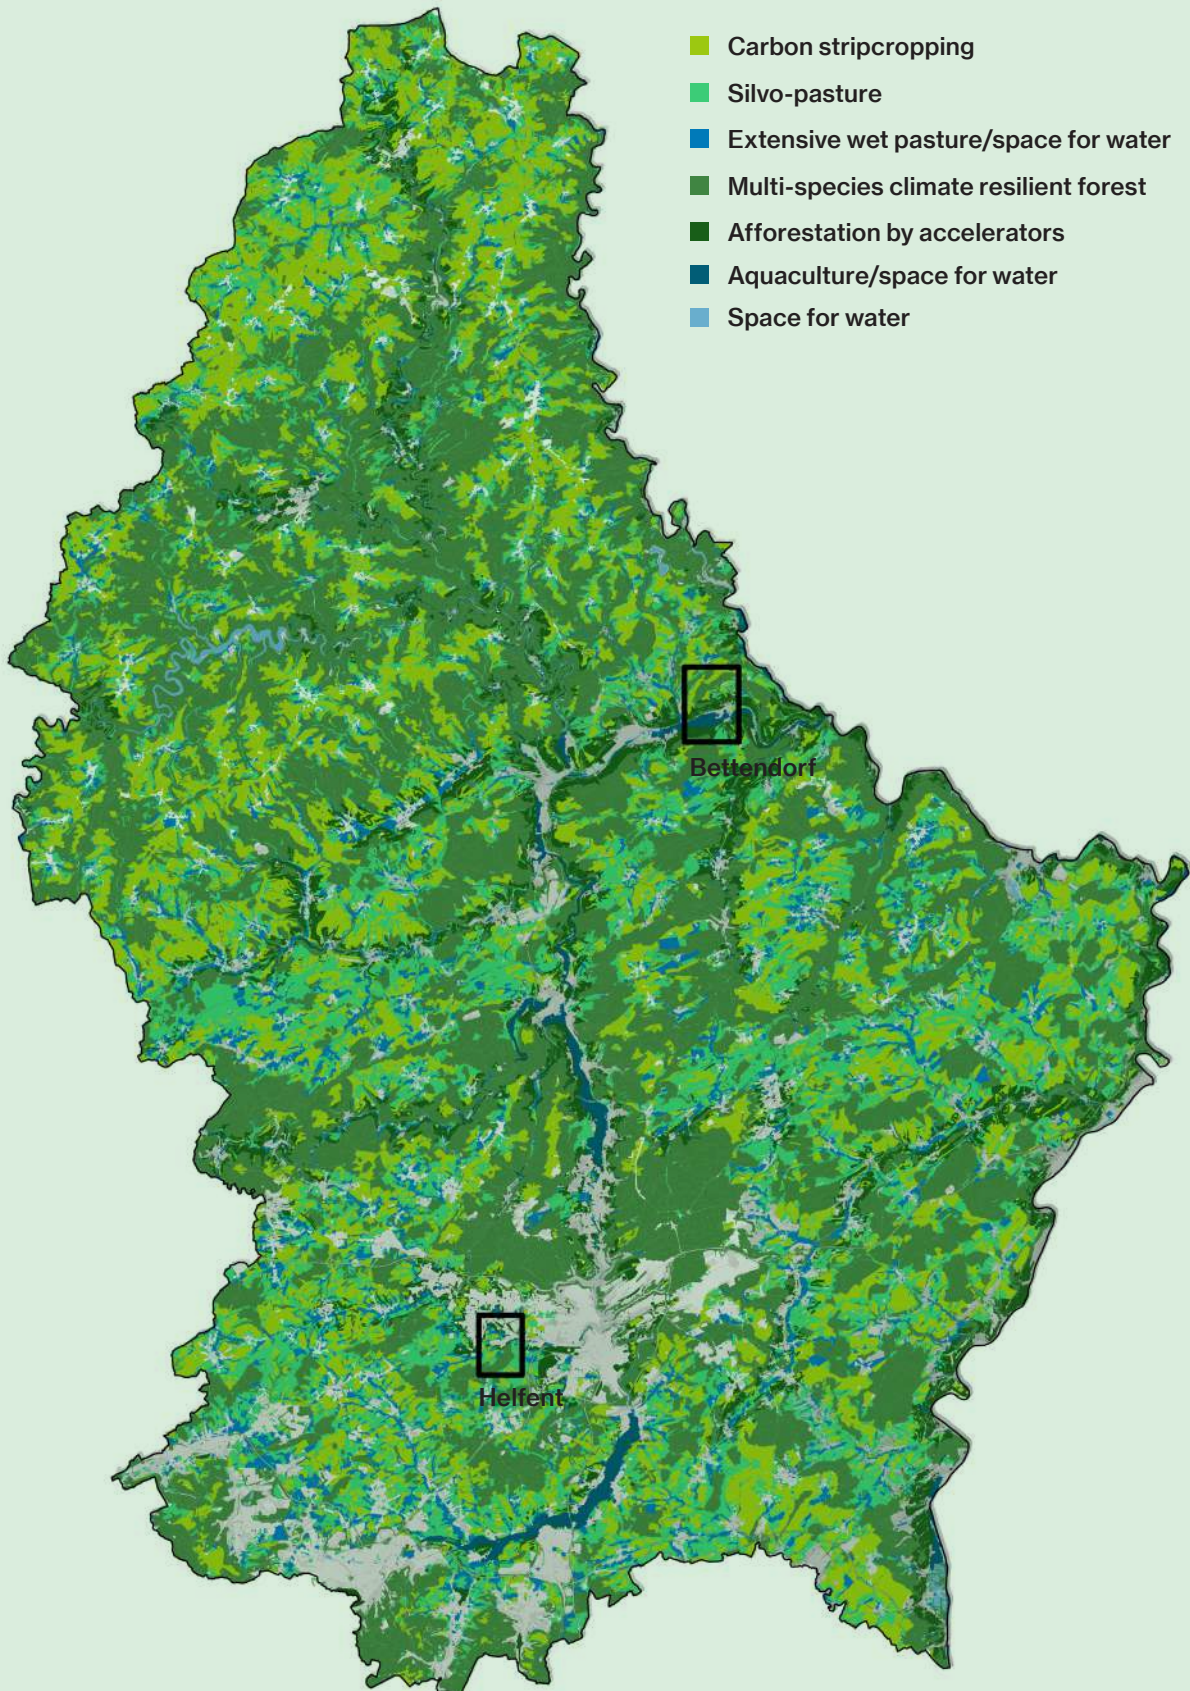 Carbon stripcropping
Silvo-pasture
Extensive wet pasture/space for water
Multi-species climate resilient forest
Afforestation by accelerators
Aquaculture/space for water
Space for water
Bettendorf
Helfent